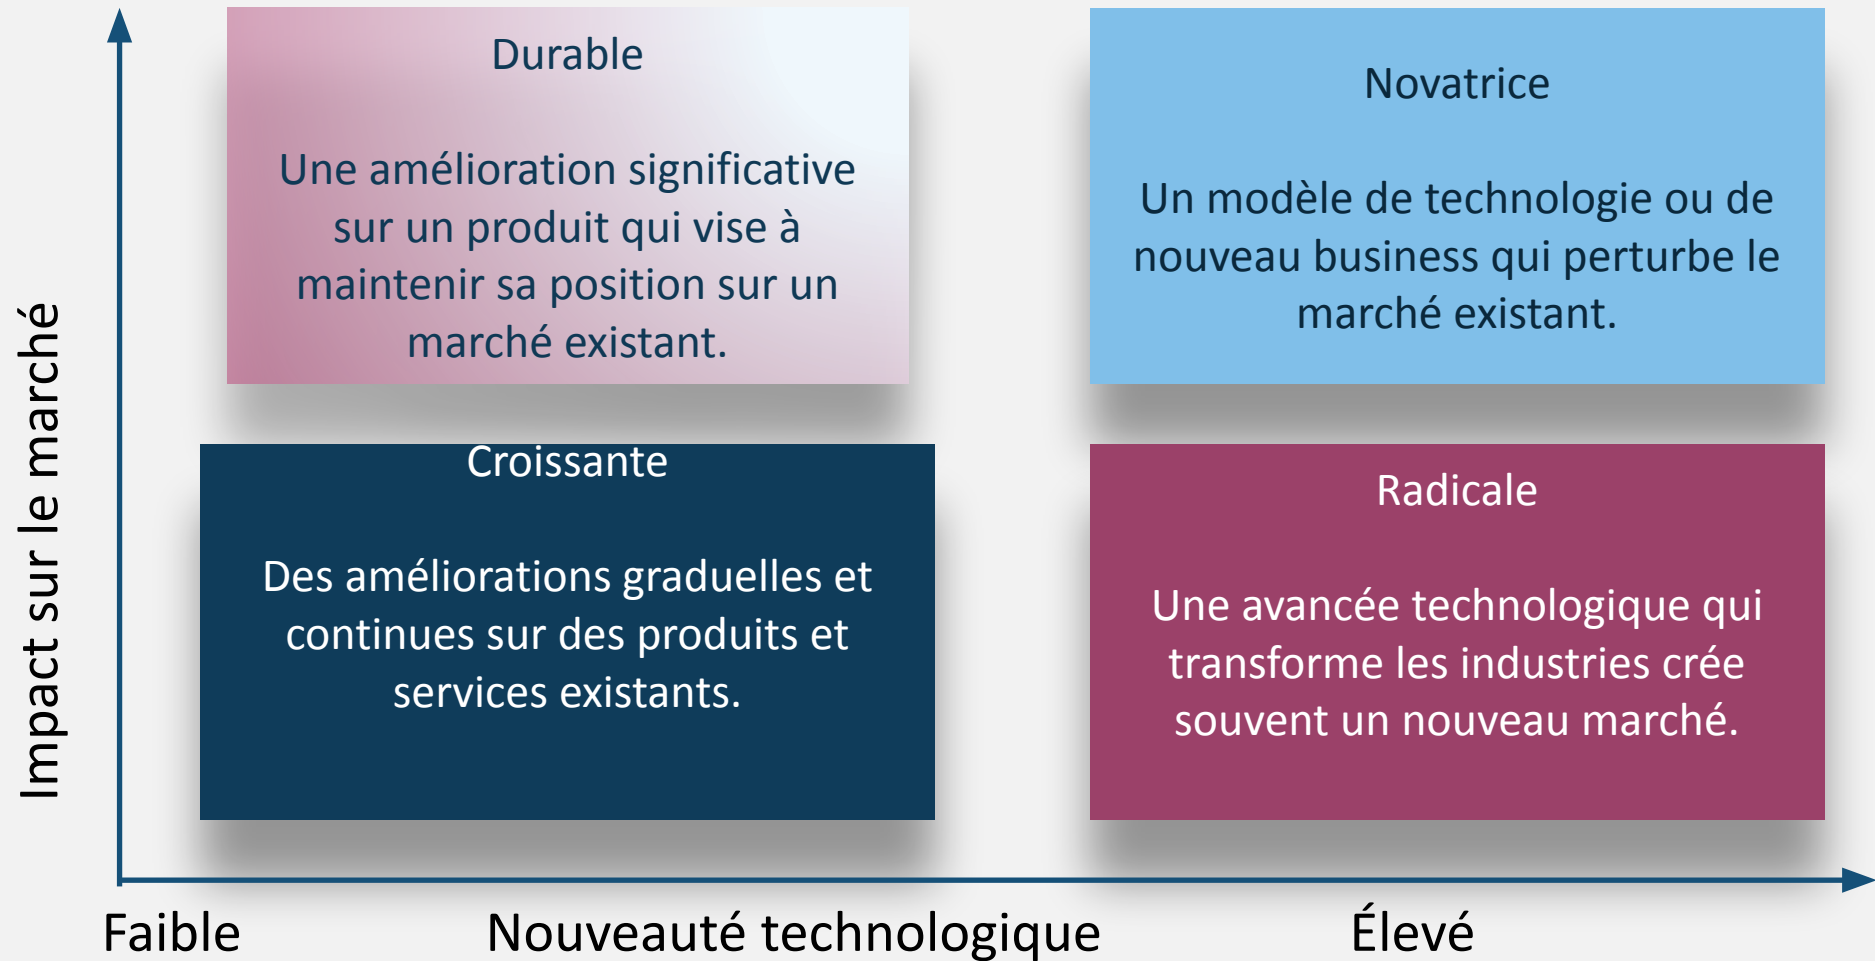 Durable
Une amélioration significative
sur un produit qui vise à
maintenir sa position sur un
marché existant.
Novatrice
Un modèle de technologie ou de
nouveau business qui perturbe le
marché existant.
Impact sur le marché
Croissante
Des améliorations graduelles et
continues sur des produits et
services existants.
Radicale
Une avancée technologique qui
transforme les industries crée
souvent un nouveau marché.
Faible
Nouveauté technologique
Élevé